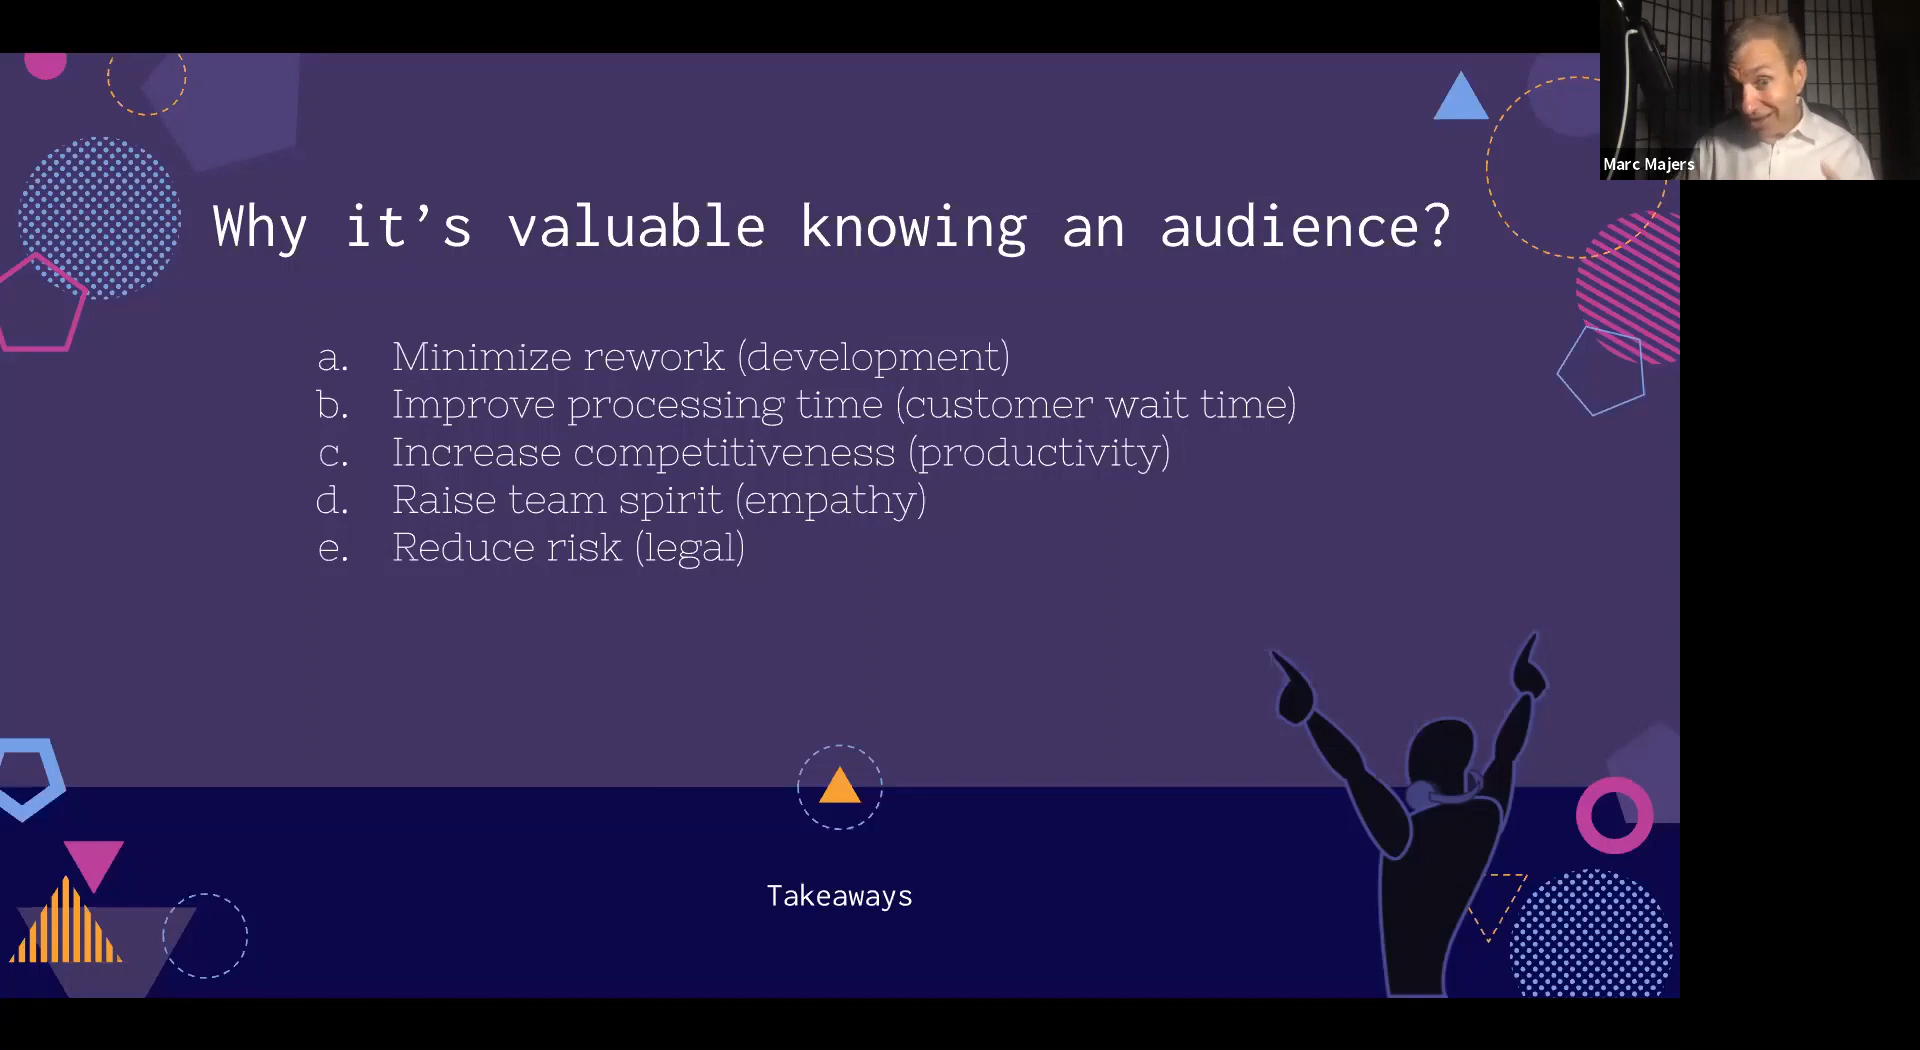 Marc Majers
Why it’s valuable knowing an audience?
a. Minimize rework (development)
b. Improve processing time (customer wait time)
c. Increase competitiveness (productivity)
d. Raise team spirit (empathy)
e. Reduce risk (legal)
Takeaways